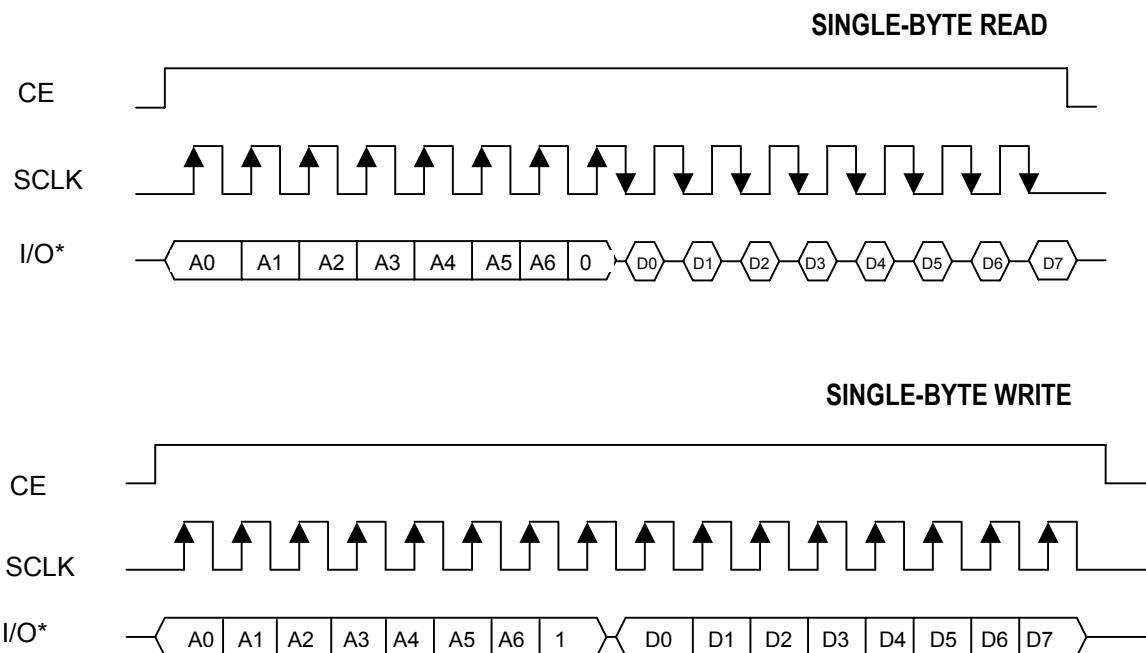 SINGLE-BYTE READ
CE
SCLK
I/O*
A0 A1 A2 A3 A4 A5 A6 0 D0 D1 D2 D3 D4 D5 D6 D7
SINGLE-BYTE WRITE
CE
SCLK
I/O*
A0 A1 A2 A3 A4 A5 A6 1 D0 D1 D2 D3 D4 D5 D6 D7